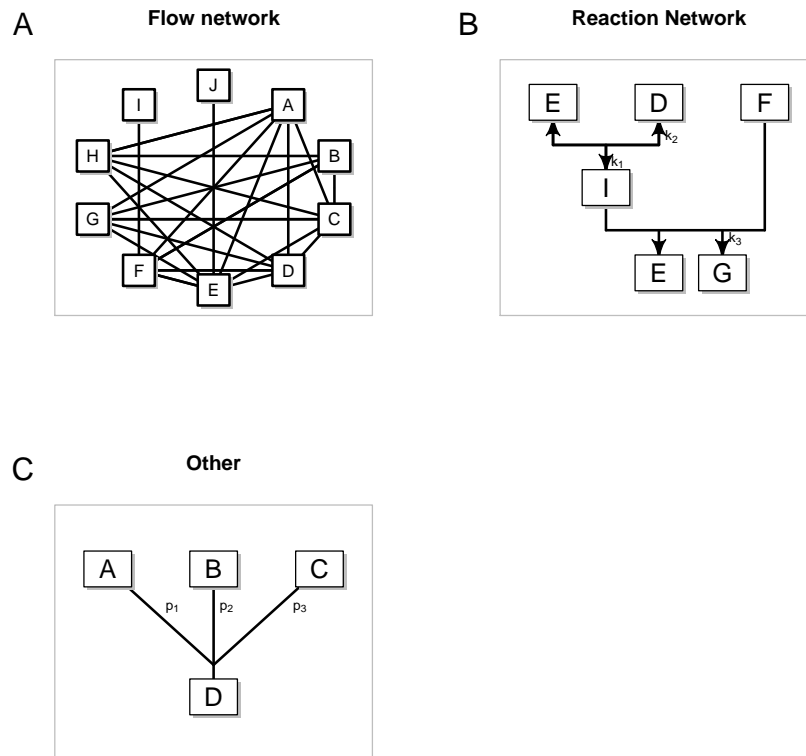 A
Flow network
J
I
A
H
B
G
C
F
D
E
B
Reaction Network
E
D
F
k2
k1
I
k3
E
G
C
Other
A
B
C
p1
p2
p3
D